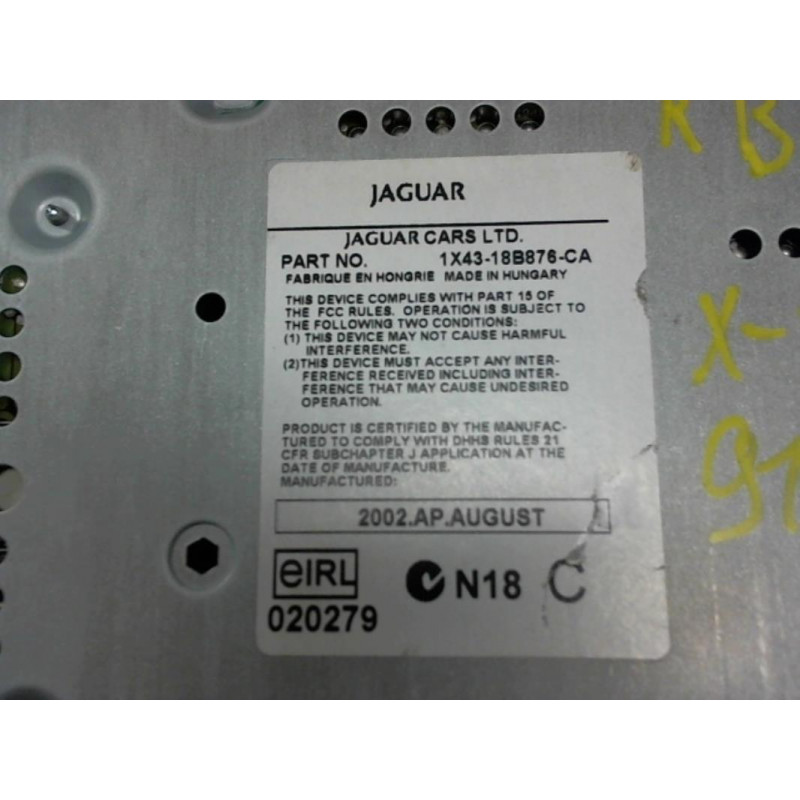 JAGUAR
JAGUAR CARS LTD.
PART NO. 1X43-18B876-CA
FABRIQUE EN HONGRIE MADE IN HUNGARY
THIS DEVICE COMPLIES WITH PART 15 OF
THE FCC RULES. OPERATION IS SUBJECT TO
THE FOLLOWING TWO CONDITIONS:
(1) THIS DEVICE MAY NOT CAUSE HARMFUL
INTERFERENCE.
(2)THIS DEVICE MUST ACCEPT ANY INTER-
FERENCE RECEIVED INCLUDING INTER-
FERENCE THAT MAY CAUSE UNDESIRED
OPERATION.
PRODUCT IS CERTIFIED BY THE MANUFAC-
TURED TO COMPLY WITH DHHS RULES 21
CFR SUBCHAPTER J APPLICATION AT THE
DATE OF MANUFACTURE.
MANUFACTURED:
2002.AP.AUGUST
eIRL
020279
N18 C